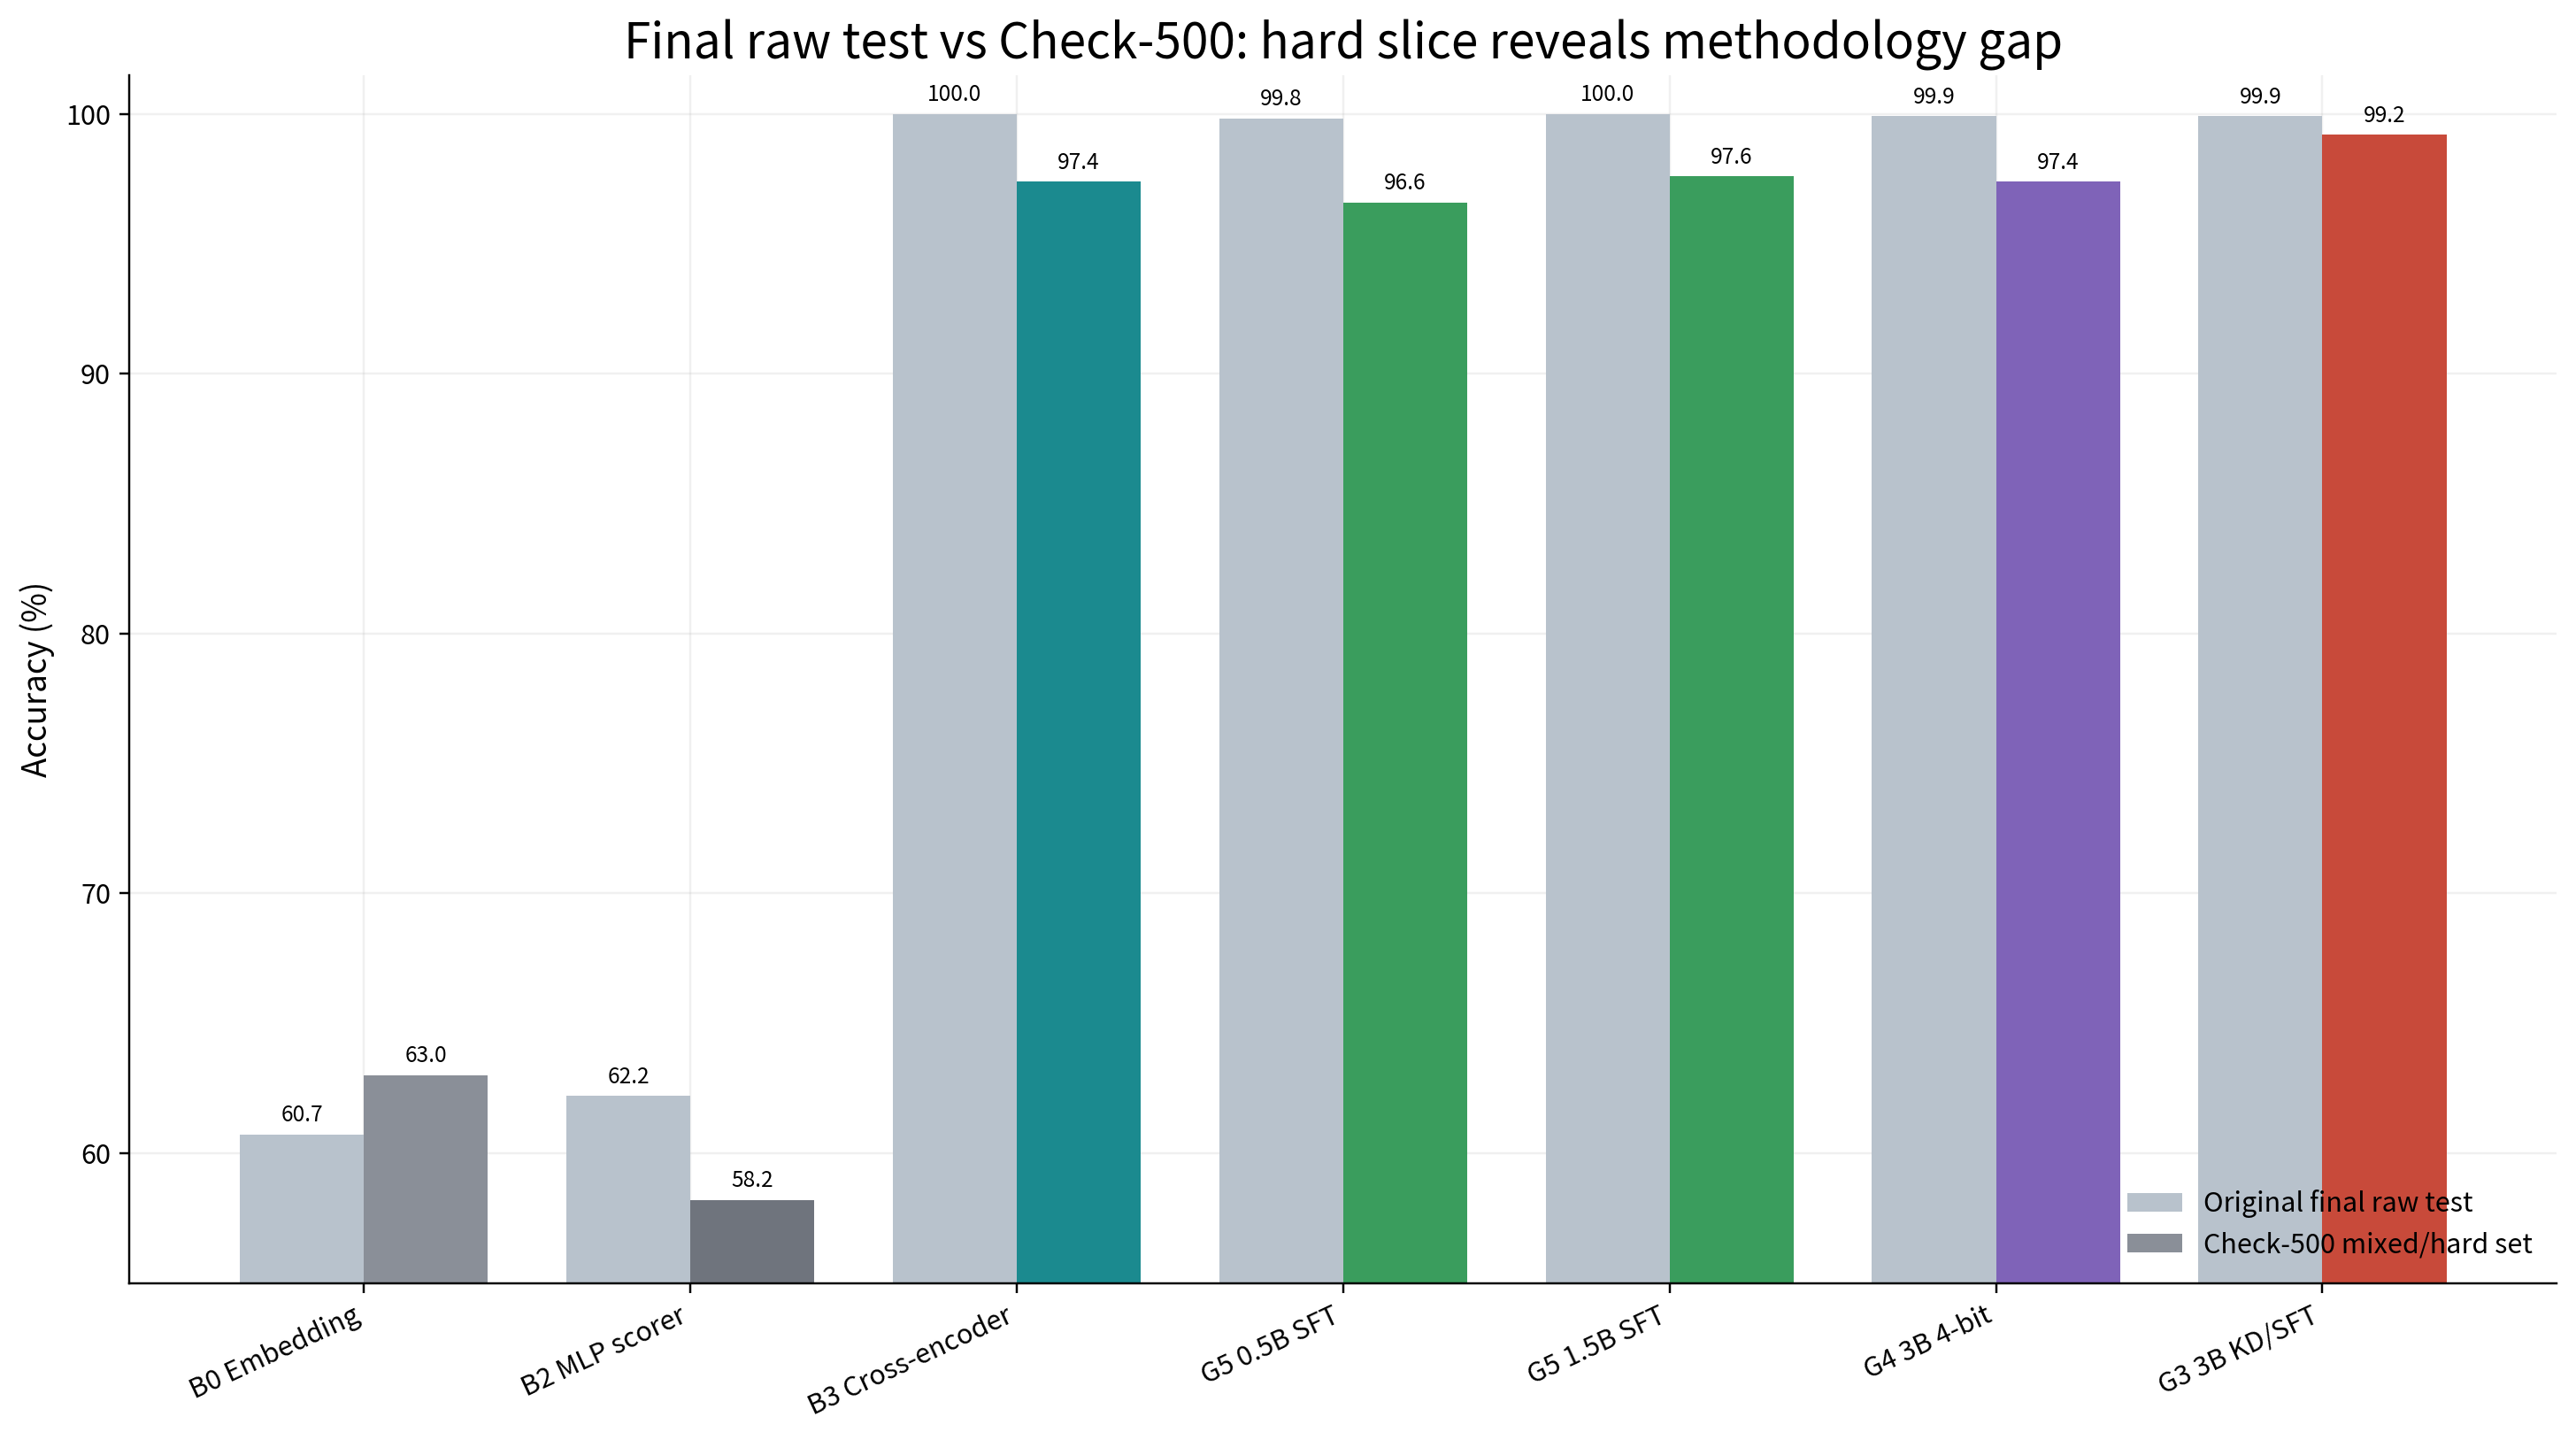 Final raw test vs Check-500: hard slice reveals methodology gap
Accuracy (%)
100
90
80
70
60
60.7
63.0
62.2
58.2
100.0
97.4
99.8
96.6
100.0
97.6
99.9
97.4
99.9
99.2
Original final raw test
Check-500 mixed/hard set
B0 Embedding
B2 MLP scorer
B3 Cross-encoder
G5 0.5B SFT
G5 1.5B SFT
G4 3B 4-bit
G3 3B KD/SFT